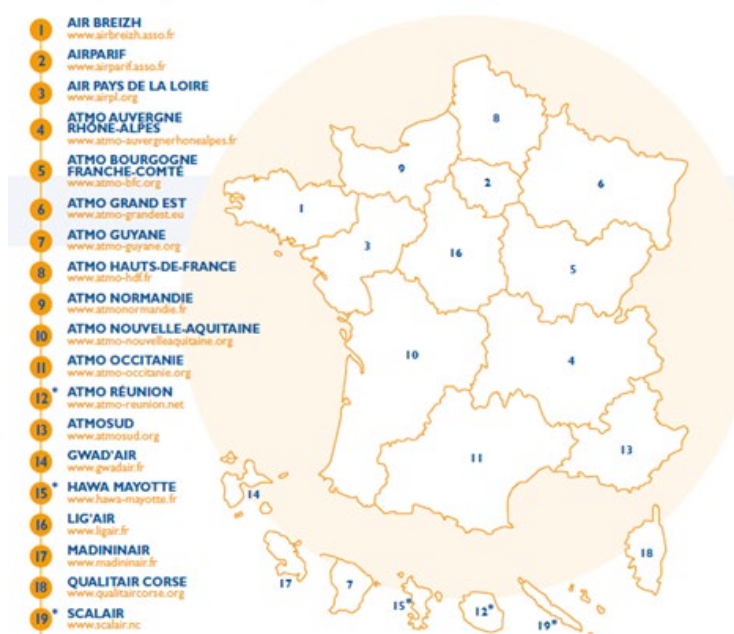 1 AIR BREIZH
www.airbreizh.asso.fr
2 AIRPARIF
www.airparif.asso.fr
3 AIR PAYS DE LA LOIRE
www.airpl.org
4 ATMO AUVERGNE
RHÔNE-ALPES
www.atmo-auvergnerhonealpes.fr
5 ATMO BOURGOGNE
FRANCHE-COMTÉ
www.atmo-bfc.org
6 ATMO GRAND EST
www.atmo-grandest.eu
7 ATMO GUYANE
www.atmo-guyane.org
8 ATMO HAUTS-DE-FRANCE
www.atmo-hdf.fr
9 ATMO NORMANDIE
www.atmonormandie.fr
10 ATMO NOUVELLE-AQUITAINE
www.atmo-nouvelleaquitaine.org
11 ATMO OCCITANIE
www.atmo-occitanie.org
12 * ATMO RÉUNION
www.atmo-reunion.net
13 ATMOSUD
www.atmosud.org
14 GWAD'AIR
www.gwadair.fr
15 * HAWA MAYOTTE
www.hawa-mayotte.fr
16 LIG'AIR
www.ligair.fr
17 MADININAIR
www.madininair.fr
18 QUALITAIR CORSE
www.qualitaircorse.org
19 * SCALAIR
www.scalair.nc
8
9
2
6
1
3
16
5
10
4
11
13
14
18
17
7
15*
12*
19*